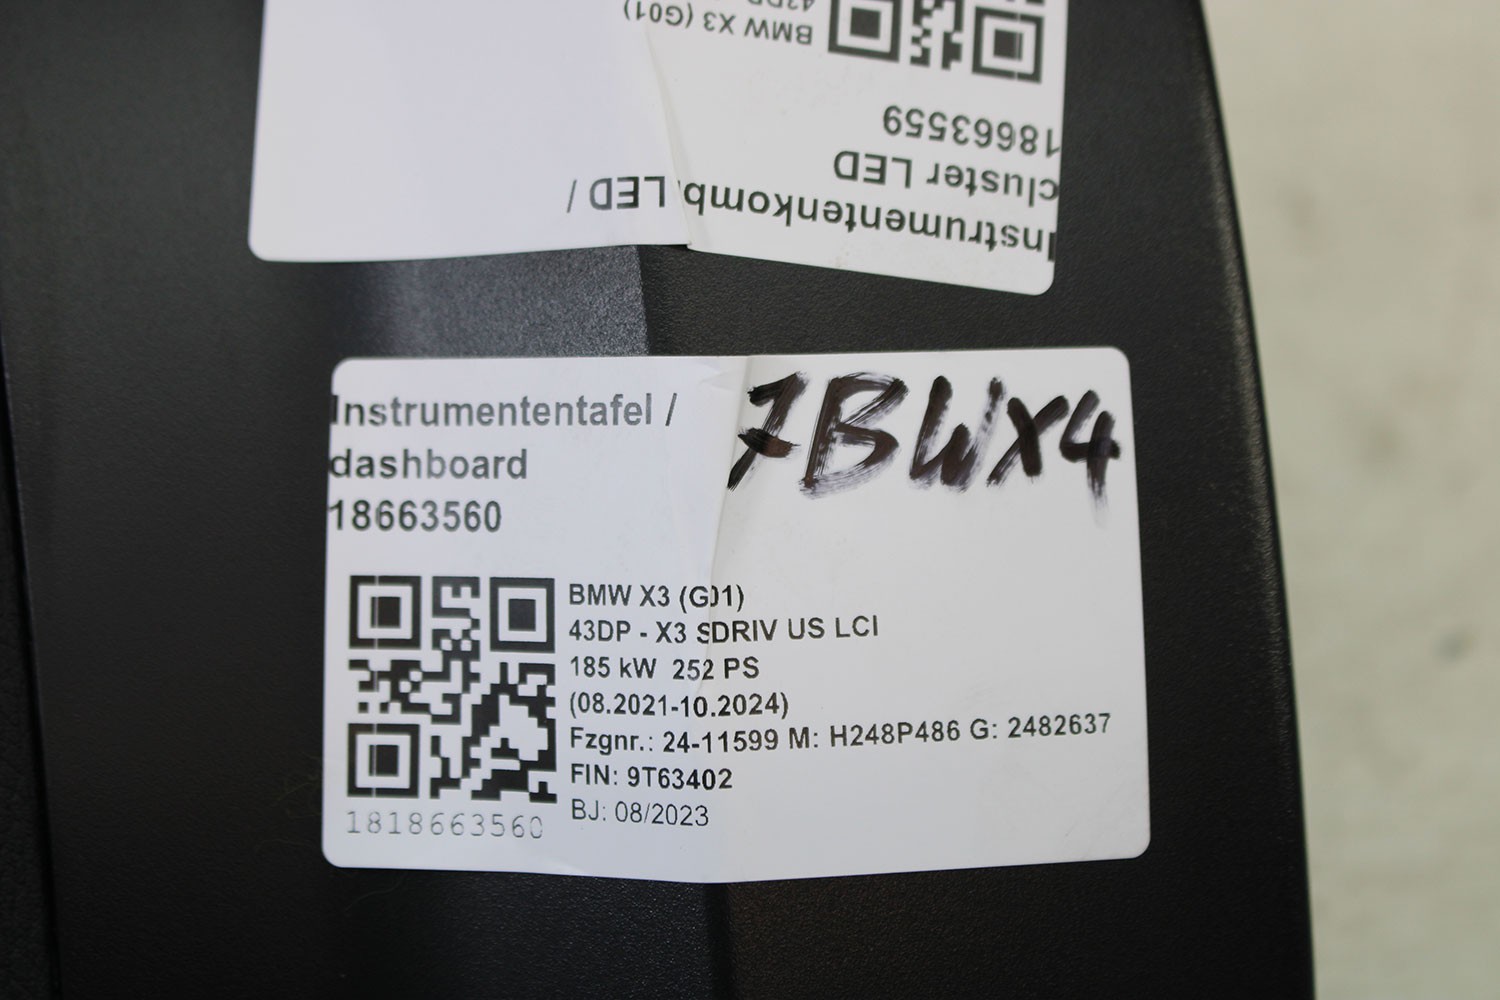 Instrumentenkombi LED /
cluster LED
18663559
BMW X3 (G01)
Instrumententafel /
dashboard
18663560
7BWX4
BMW X3 (G01)
43DP - X3 SDRIV US LCI
185 kW 252 PS
(08.2021-10.2024)
Fzgnr.: 24-11599 M: H248P486 G: 2482637
FIN: 9T63402
BJ: 08/2023
1818663560